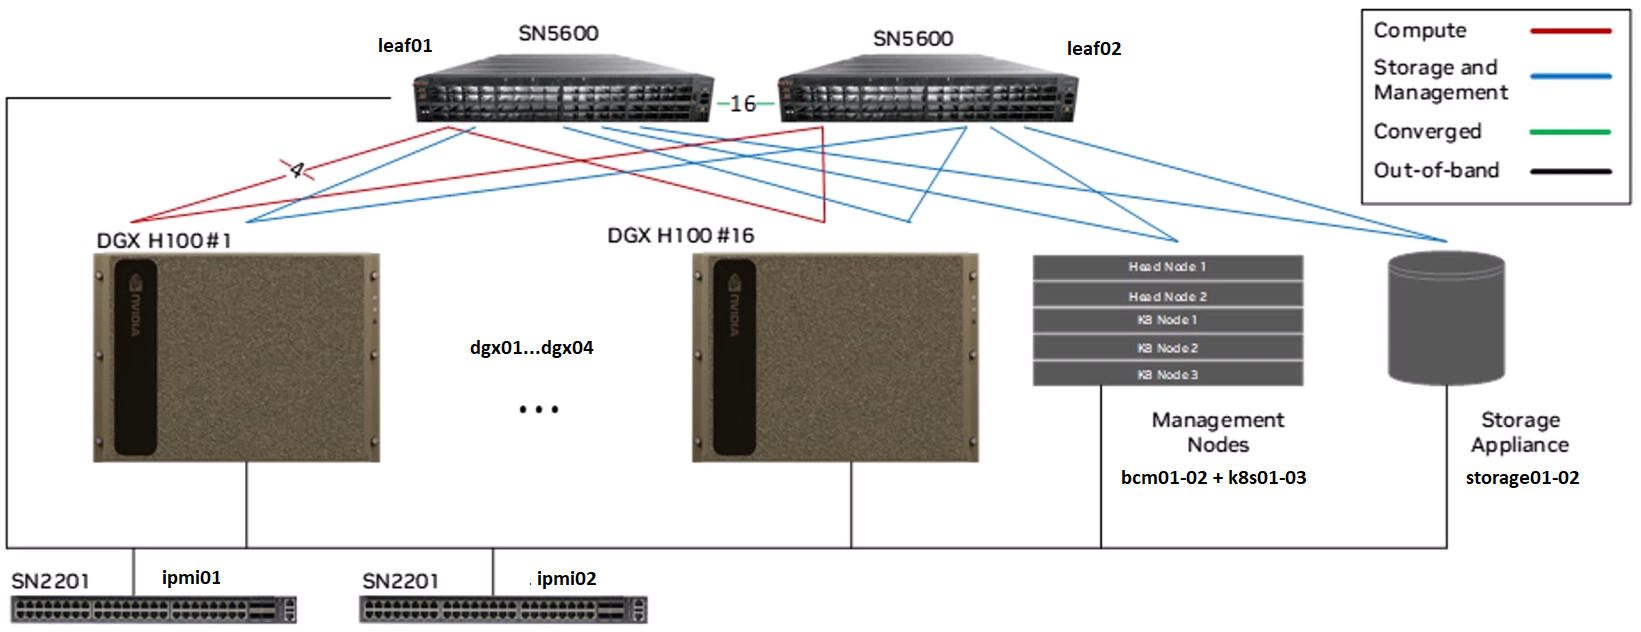 SN5600
leaf01
SN5600
leaf02
16
Compute
Storage and
Management
Converged
Out-of-band
4
DGX H100 #1
DGX H100 #16
NVIDIA
NVIDIA
dgx01...dgx04
...
Head Node 1
Head Node 2
K8 Node 1
K8 Node 2
K8 Node 3
Management
Nodes
bcm01-02 + k8s01-03
Storage
Appliance
storage01-02
SN2201
ipmi01
SN2201
. ipmi02